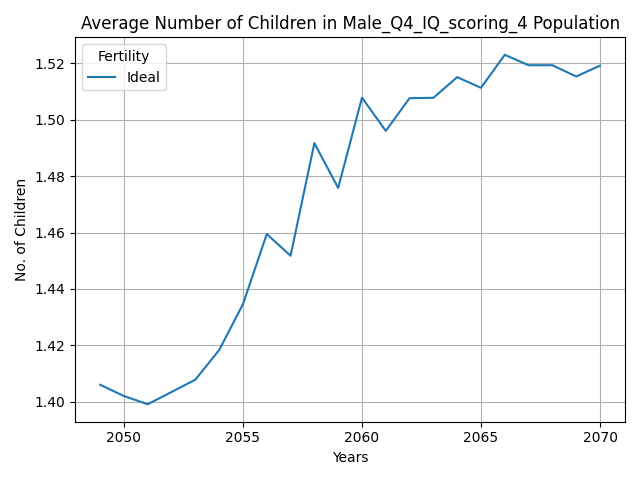 Average Number of Children in Male_Q4_IQ_scoring_4 Population
Fertility
Ideal
1.52
1.50
1.48
1.46
1.44
1.42
1.40
No. of Children
2050 2055 2060 2065 2070
Years